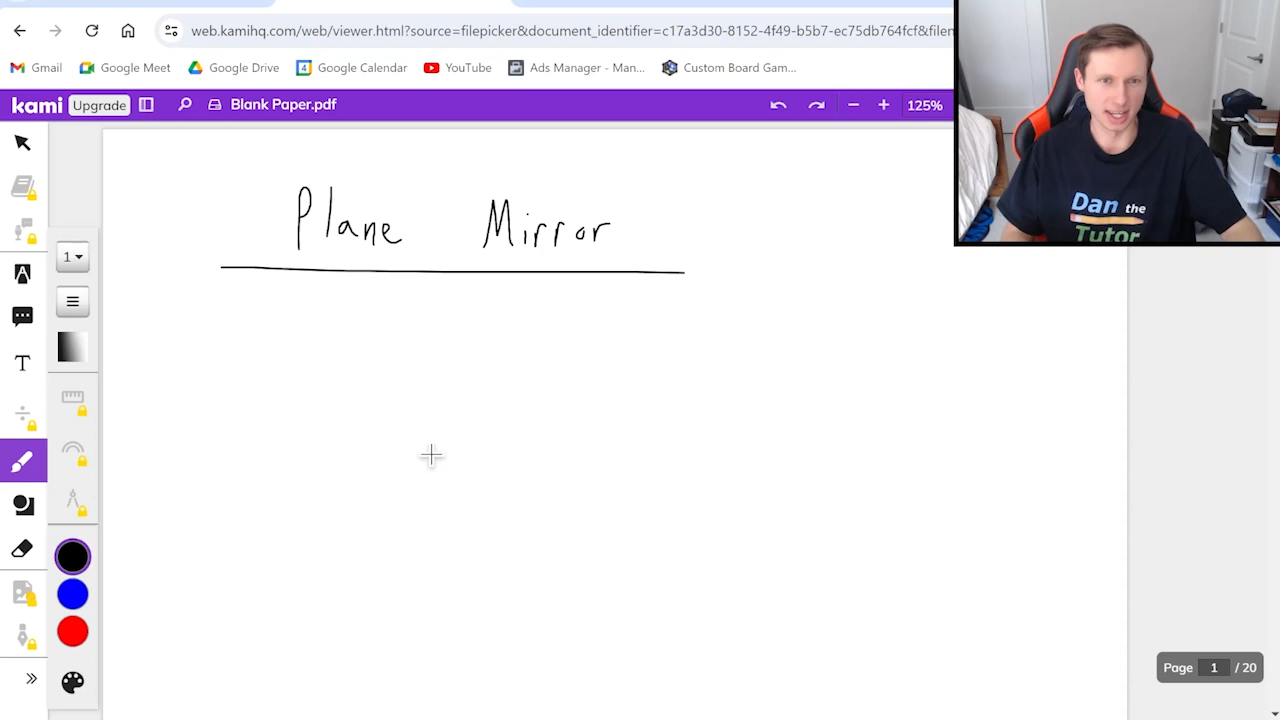 web.kamihq.com/web/viewer.html?source=filepicker&document_identifier=c17a3d30-8152-4f49-b5b7-ec75db764fcf&filen
Gmail Google Meet Google Drive 4 Google Calendar YouTube Ads Manager - Man... Custom Board Gam...
kami Upgrade Blank Paper.pdf 125%
Dan the
Tutor
Plane Mirror
1
T
Page 1 / 20